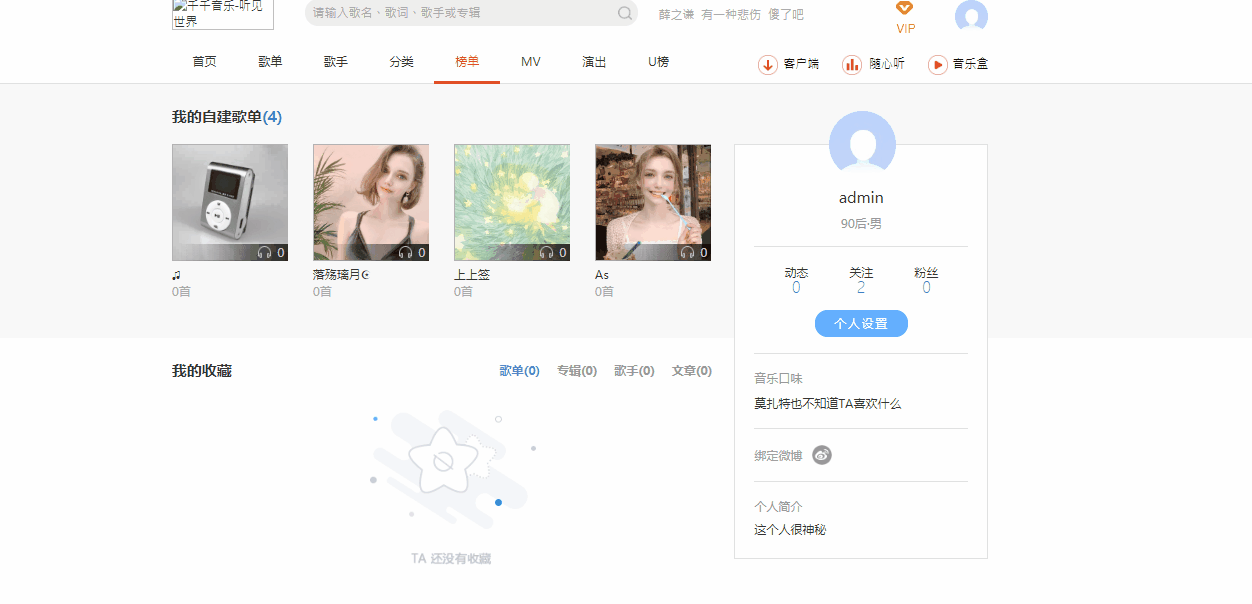 千千音乐-听见
世界
请输入歌名、歌词、歌手或专辑
薛之谦 有一种悲伤 傻了吧
VIP
首页 歌单 歌手 分类 榜单 MV 演出 U榜
客户端 随心听 音乐盒
我的自建歌单(4)
0 0 0 0
♫ 落殇璃月☪ 上上签 As
0首 0首 0首 0首
admin
90后·男
动态 关注 粉丝
0 2 0
个人设置
音乐口味
莫扎特也不知道TA喜欢什么
绑定微博
个人简介
这个人很神秘
我的收藏
歌单(0) 专辑(0) 歌手(0) 文章(0)
TA 还没有收藏